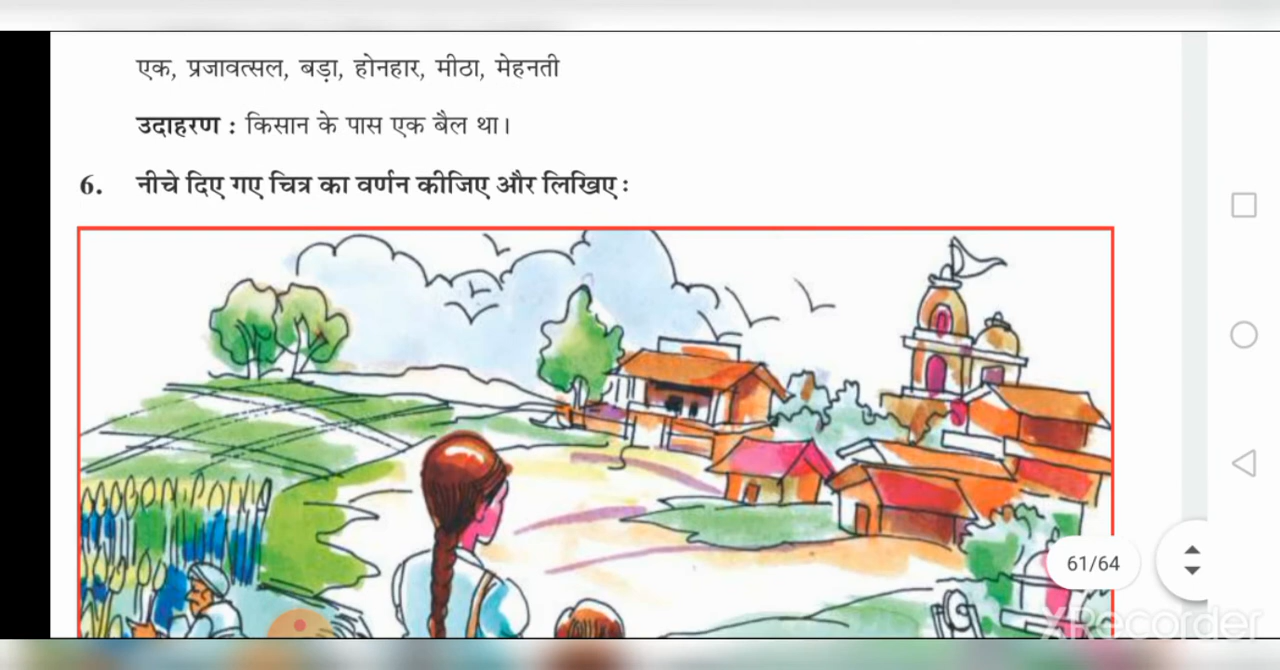 एक, प्रजावत्सल, बड़ा, होनहार, मीठा, मेहनती
उदाहरण : किसान के पास एक बैल था।
6. नीचे दिए गए चित्र का वर्णन कीजिए और लिखिए :
61/64
XRecorder